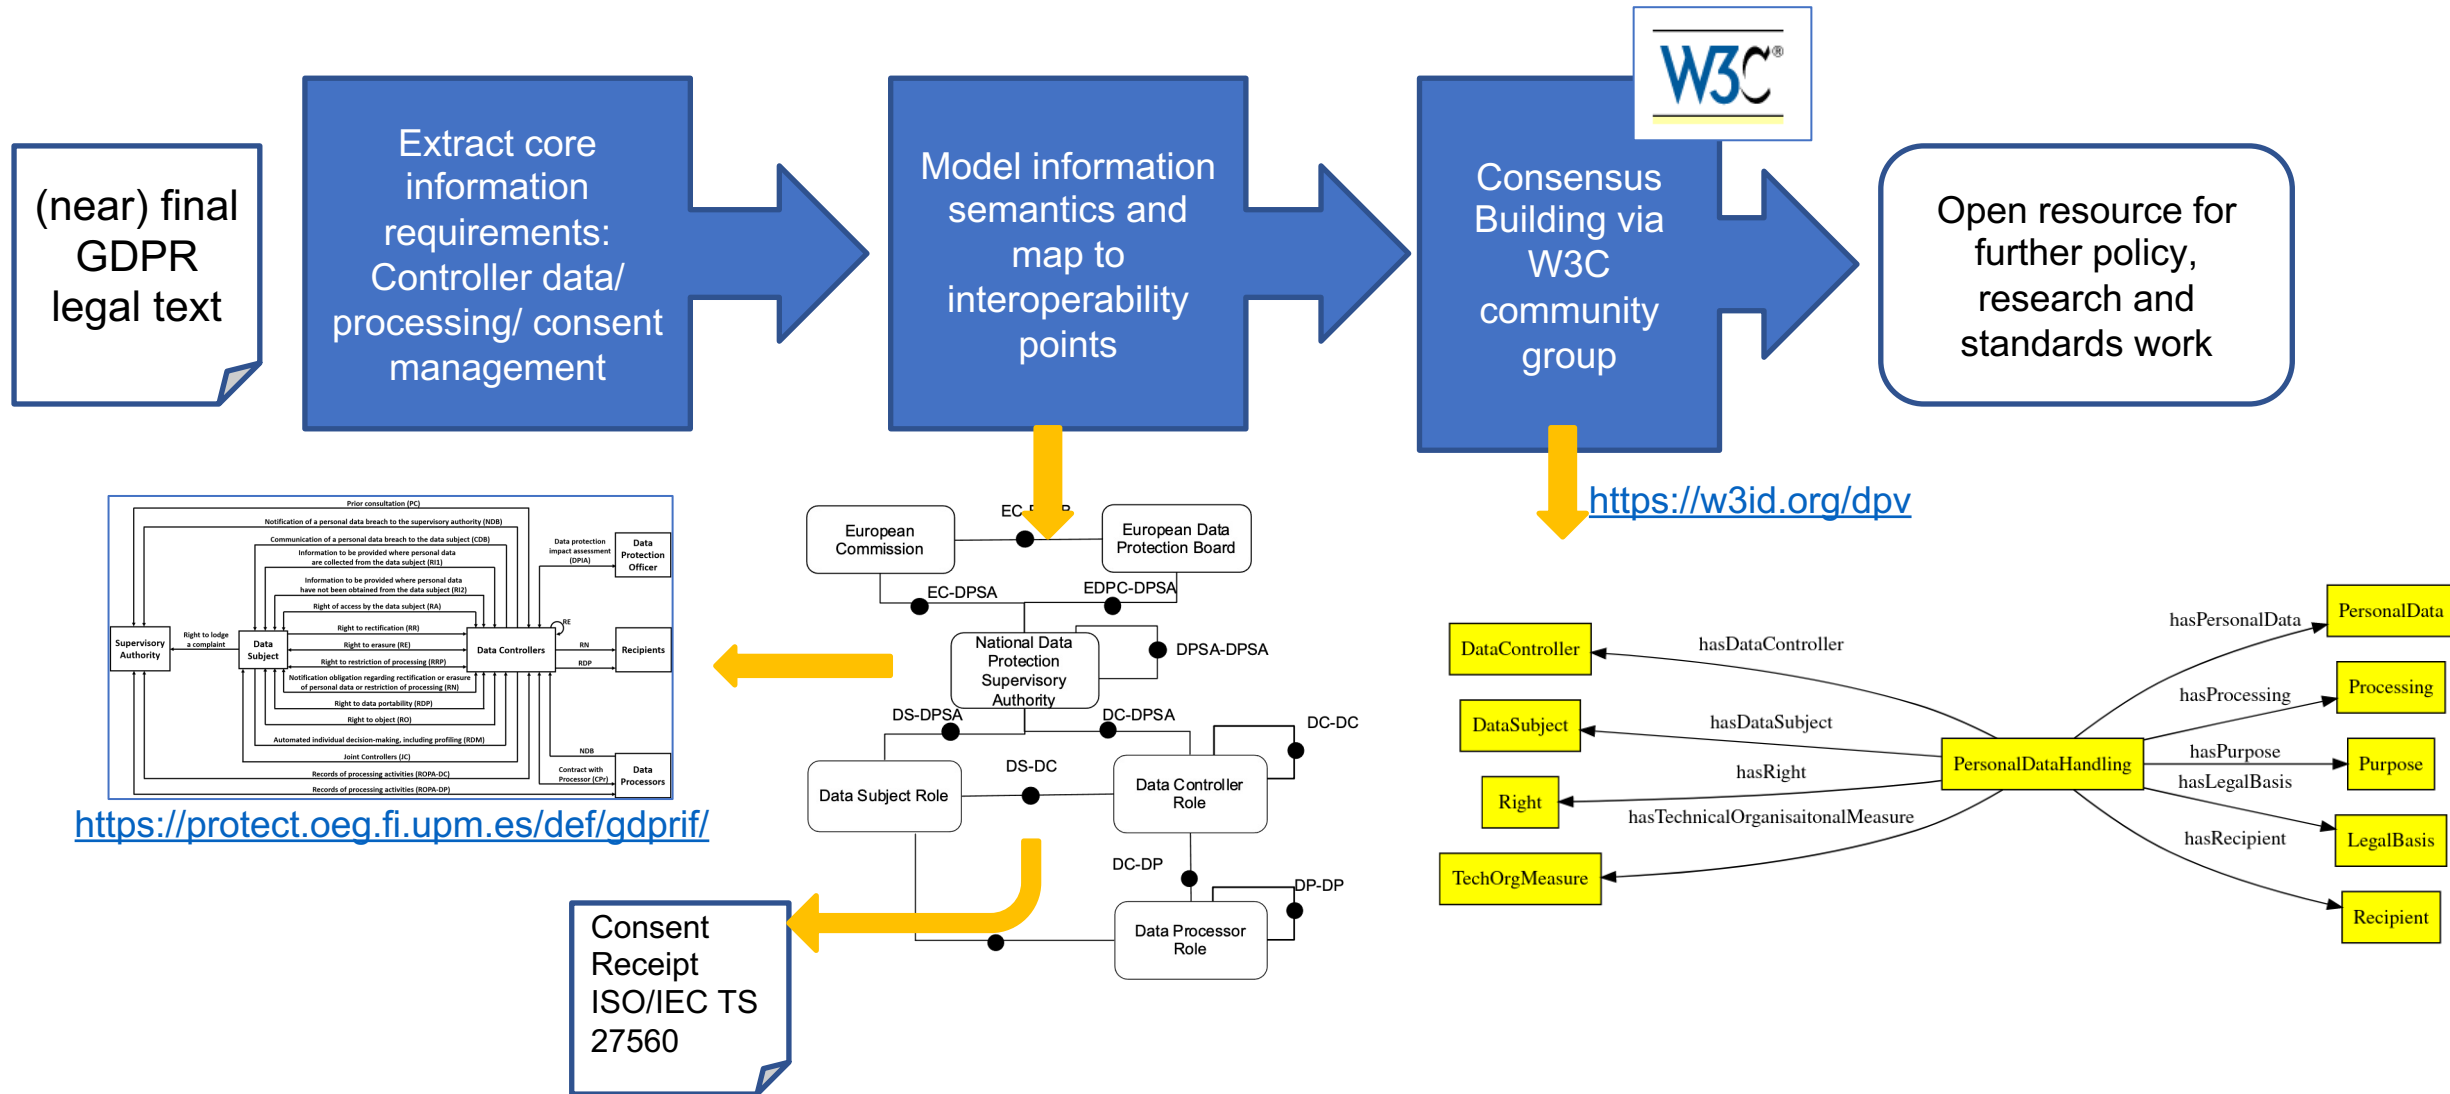 (near) final
GDPR
legal text
Extract core
information
requirements:
Controller data/
processing/ consent
management
Model information
semantics and
map to
interoperability
points
W3C®
Consensus
Building via
W3C
community
group
Open resource for
further policy,
research and
standards work
Prior consultation (PC)
Notification of a personal data breach to the supervisory authority (NDB)
Communication of a personal data breach to the data subject (CDB)
Information to be provided where personal data
are collected from the data subject (RI1)
Information to be provided where personal data
have not been obtained from the data subject (RI2)
Right of access by the data subject (RA)
Right to rectification (RR)
Right to erasure (RE)
Right to restriction of processing (RRP)
Notification obligation regarding rectification or erasure
of personal data or restriction of processing (RN)
Right to data portability (RDP)
Right to object (RO)
Automated individual decision-making, including profiling (RDM)
Joint Controllers (JC)
Records of processing activities (ROPA-DC)
Records of processing activities (ROPA-DP)
Supervisory
Authority
Right to lodge
a complaint
Data
Subject
Data Controllers
RE
Data protection
impact assessment
(DPIA)
Data
Protection
Officer
RN
RDP
Recipients
NDB
Contract with
Processor (CPr)
Data
Processors
https://protect.oeg.fi.upm.es/def/gdprif/
Consent
Receipt
ISO/IEC TS
27560
European
Commission
European Data
Protection Board
EC-DPSA
EDPC-DPSA
National Data
Protection
Supervisory
Authority
DPSA-DPSA
DS-DPSA
DC-DPSA
DC-DC
DS-DC
Data Subject Role
Data Controller
Role
DC-DP
DP-DP
Data Processor
Role
https://w3id.org/dpv
DataController
hasDataController
DataSubject
hasDataSubject
Right
hasRight
TechOrgMeasure
hasTechnicalOrganisaitonalMeasure
PersonalDataHandling
hasPersonalData
PersonalData
hasProcessing
Processing
hasPurpose
Purpose
hasLegalBasis
LegalBasis
hasRecipient
Recipient